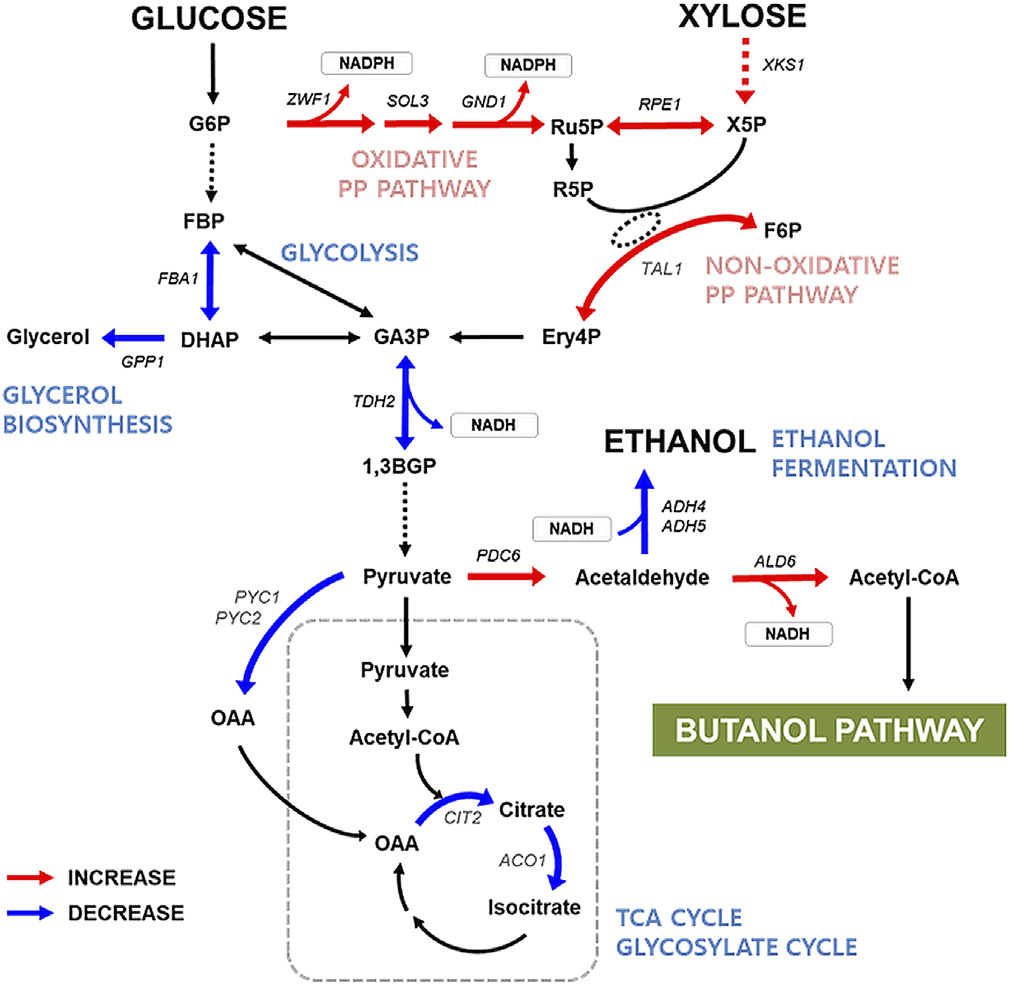 GLUCOSE
XYLOSE
NADPH
NADPH
XKS1
ZWF1
SOL3
GND1
RPE1
G6P
Ru5P
X5P
OXIDATIVE
PP PATHWAY
R5P
FBP
F6P
GLYCOLYSIS
TAL1
NON-OXIDATIVE
PP PATHWAY
FBA1
Glycerol
DHAP
GA3P
Ery4P
GPP1
GLYCEROL
BIOSYNTHESIS
TDH2
NADH
1,3BGP
ETHANOL
ETHANOL
FERMENTATION
NADH
ADH4
ADH5
PDC6
ALD6
Pyruvate
Acetaldehyde
Acetyl-CoA
PYC1
PYC2
NADH
Pyruvate
OAA
Acetyl-CoA
BUTANOL PATHWAY
CIT2
Citrate
OAA
ACO1
INCREASE
DECREASE
Isocitrate
TCA CYCLE
GLYCOSYLATE CYCLE